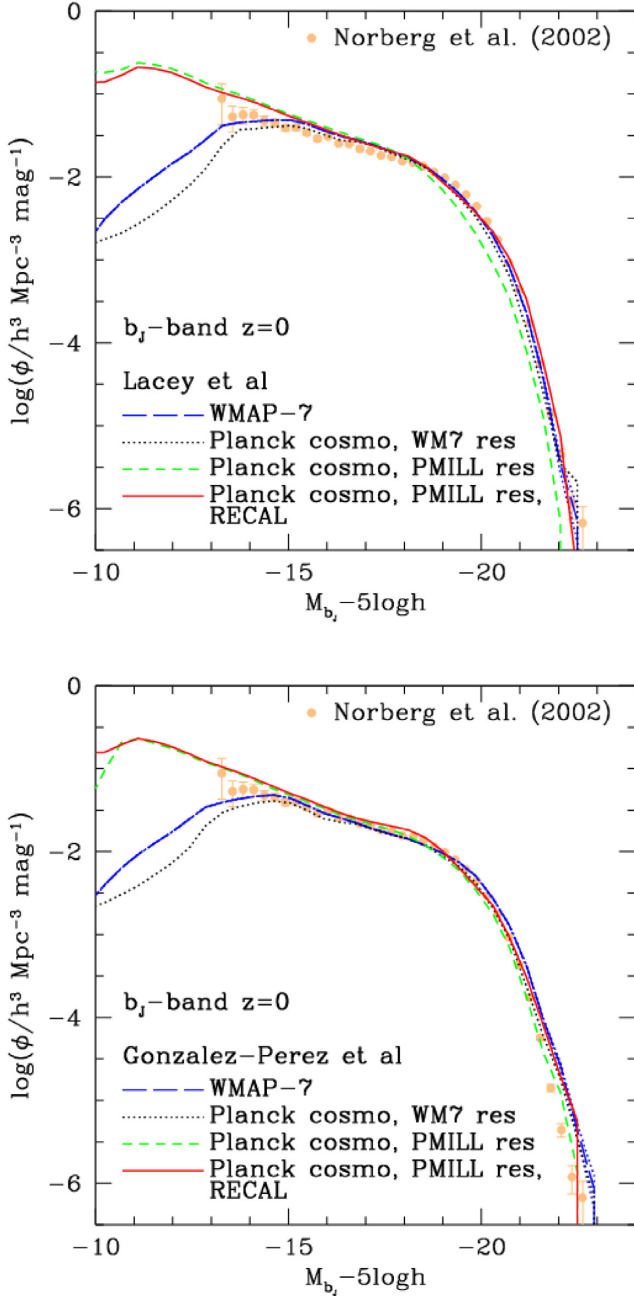 Norberg et al. (2002)
0
−2
−4
−6
log(φ/h³ Mpc⁻³ mag⁻¹)
b_J−band z=0
Lacey et al
WMAP−7
Planck cosmo, WM7 res
Planck cosmo, PMILL res
Planck cosmo, PMILL res,
RECAL
−10 −15 −20
M_{b_J}−5logh
Norberg et al. (2002)
0
−2
−4
−6
log(φ/h³ Mpc⁻³ mag⁻¹)
b_J−band z=0
Gonzalez−Perez et al
WMAP−7
Planck cosmo, WM7 res
Planck cosmo, PMILL res
Planck cosmo, PMILL res,
RECAL
−10 −15 −20
M_{b_J}−5logh